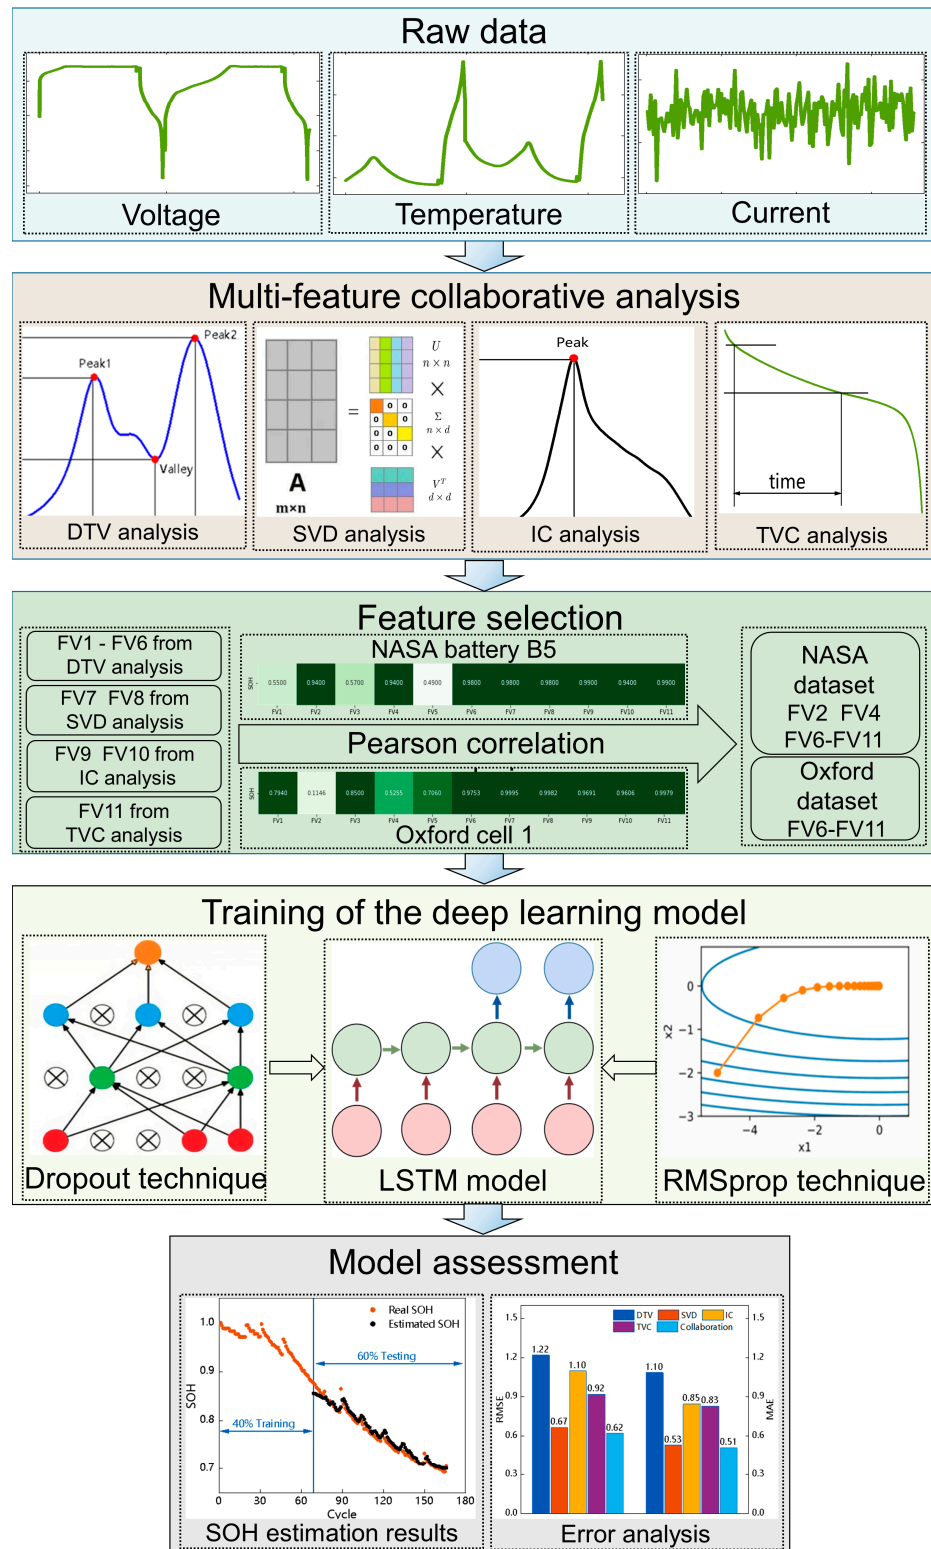 Raw data
Voltage
Temperature
Current
Multi-feature collaborative analysis
Peak1
Peak2
Valley
DTV analysis
A
m×n
=
U
n × n
×
0 0
0 0
0 0
0 0 0
Σ
n × d
×
V^T
d × d
SVD analysis
Peak
IC analysis
time
TVC analysis
Feature selection
FV1 - FV6 from
DTV analysis
FV7 FV8 from
SVD analysis
FV9 FV10 from
IC analysis
FV11 from
TVC analysis
NASA battery B5
SOH
0.5500 0.9400 0.5700 0.9400 0.4900 0.9800 0.9800 0.9800 0.9900 0.9400 0.9900
FV1 FV2 FV3 FV4 FV5 FV6 FV7 FV8 FV9 FV10 FV11
Pearson correlation
SOH
0.7940 0.1146 0.8500 0.5255 0.7060 0.9753 0.9995 0.9982 0.9691 0.9606 0.9979
FV1 FV2 FV3 FV4 FV5 FV6 FV7 FV8 FV9 FV10 FV11
Oxford cell 1
NASA
dataset
FV2 FV4
FV6-FV11
Oxford
dataset
FV6-FV11
Training of the deep learning model
Dropout technique
LSTM model
x2
0
−1
−2
−3
−4 −2 0
x1
RMSprop technique
Model assessment
Real SOH
Estimated SOH
60% Testing
40% Training
SOH
1.0
0.9
0.8
0.7
0 30 60 90 120 150 180
Cycle
SOH estimation results
DTV SVD IC
TVC Collaboration
RMSE
1.5
1.2
0.9
0.6
0.3
0.0
1.22
0.67
1.10
0.92
0.62
1.10
0.53
0.85
0.83
0.51
1.5
1.2
0.9
0.6
0.3
0.0
MAE
Error analysis